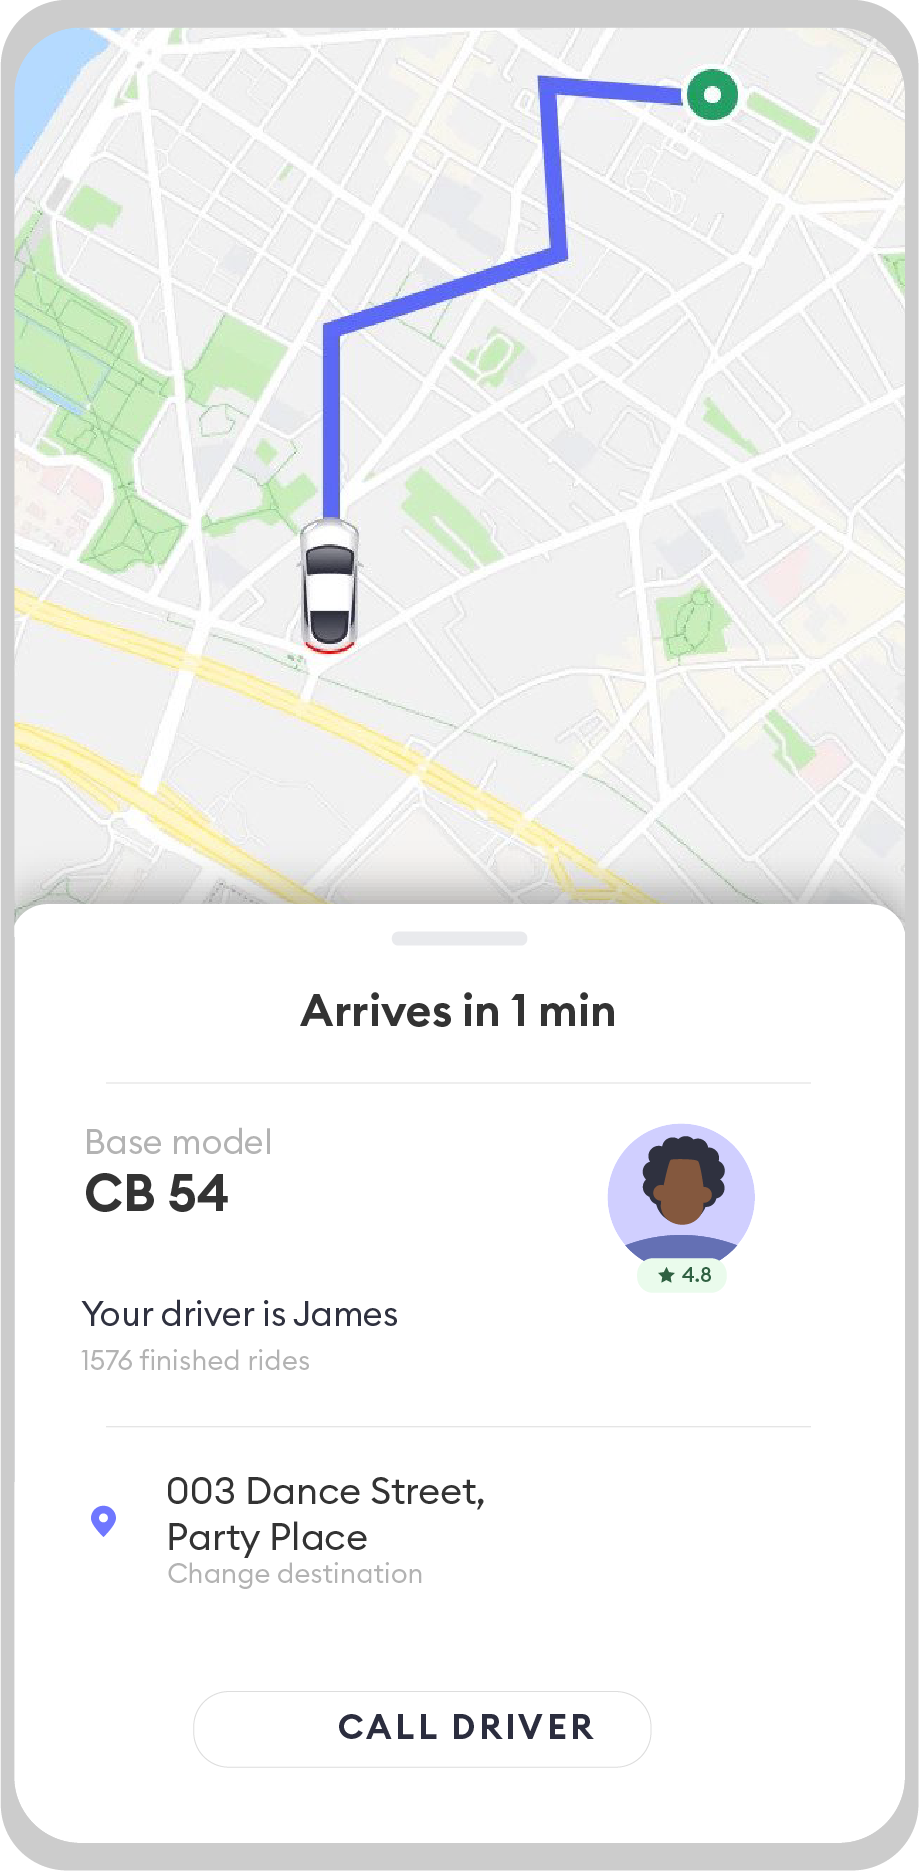 Arrives in 1 min
Base model
CB 54
4.8
Your driver is James
1576 finished rides
003 Dance Street,
Party Place
Change destination
CALL DRIVER